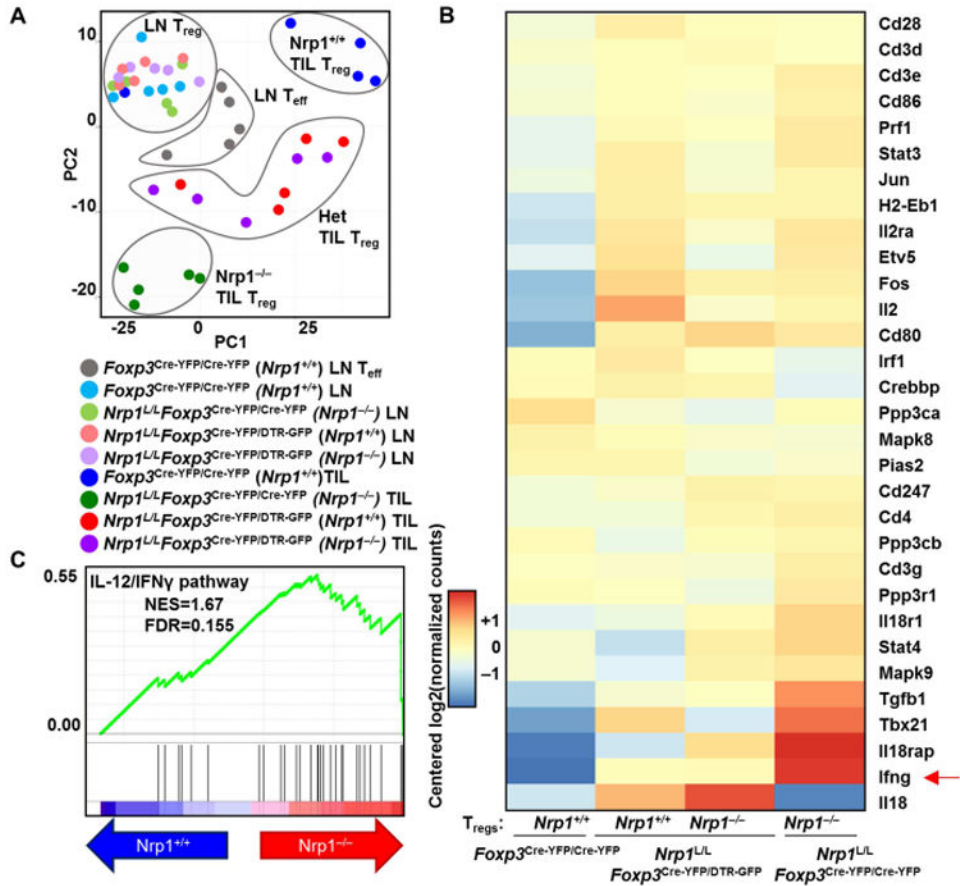 A
LN Treg
Nrp1+/+
TIL Treg
LN Teff
Het
TIL Treg
Nrp1–/–
TIL Treg
10
0
-10
-20
PC2
-25
0
25
PC1
Foxp3Cre-YFP/Cre-YFP (Nrp1+/+) LN Teff
Foxp3Cre-YFP/Cre-YFP (Nrp1+/+) LN
Nrp1L/LFoxp3Cre-YFP/Cre-YFP (Nrp1–/–) LN
Nrp1L/LFoxp3Cre-YFP/DTR-GFP (Nrp1+/+) LN
Nrp1L/LFoxp3Cre-YFP/DTR-GFP (Nrp1–/–) LN
Foxp3Cre-YFP/Cre-YFP (Nrp1+/+)TIL
Nrp1L/LFoxp3Cre-YFP/Cre-YFP (Nrp1–/–) TIL
Nrp1L/LFoxp3Cre-YFP/DTR-GFP (Nrp1+/+) TIL
Nrp1L/LFoxp3Cre-YFP/DTR-GFP (Nrp1–/–) TIL
C
0.55
IL-12/IFNγ pathway
NES=1.67
FDR=0.155
0.00
Nrp1+/+
Nrp1–/–
B
Cd28
Cd3d
Cd3e
Cd86
Prf1
Stat3
Jun
H2-Eb1
Il2ra
Etv5
Fos
Il2
Cd80
Irf1
Crebbp
Ppp3ca
Mapk8
Pias2
Cd247
Cd4
Ppp3cb
Cd3g
Ppp3r1
Il18r1
Stat4
Mapk9
Tgfb1
Tbx21
Il18rap
Ifng
Il18
Centered log2(normalized counts)
+1
0
–1
Tregs: Nrp1+/+ Nrp1+/+ Nrp1–/– Nrp1–/–
Foxp3Cre-YFP/Cre-YFP
Nrp1L/L
Foxp3Cre-YFP/DTR-GFP
Nrp1L/L
Foxp3Cre-YFP/Cre-YFP